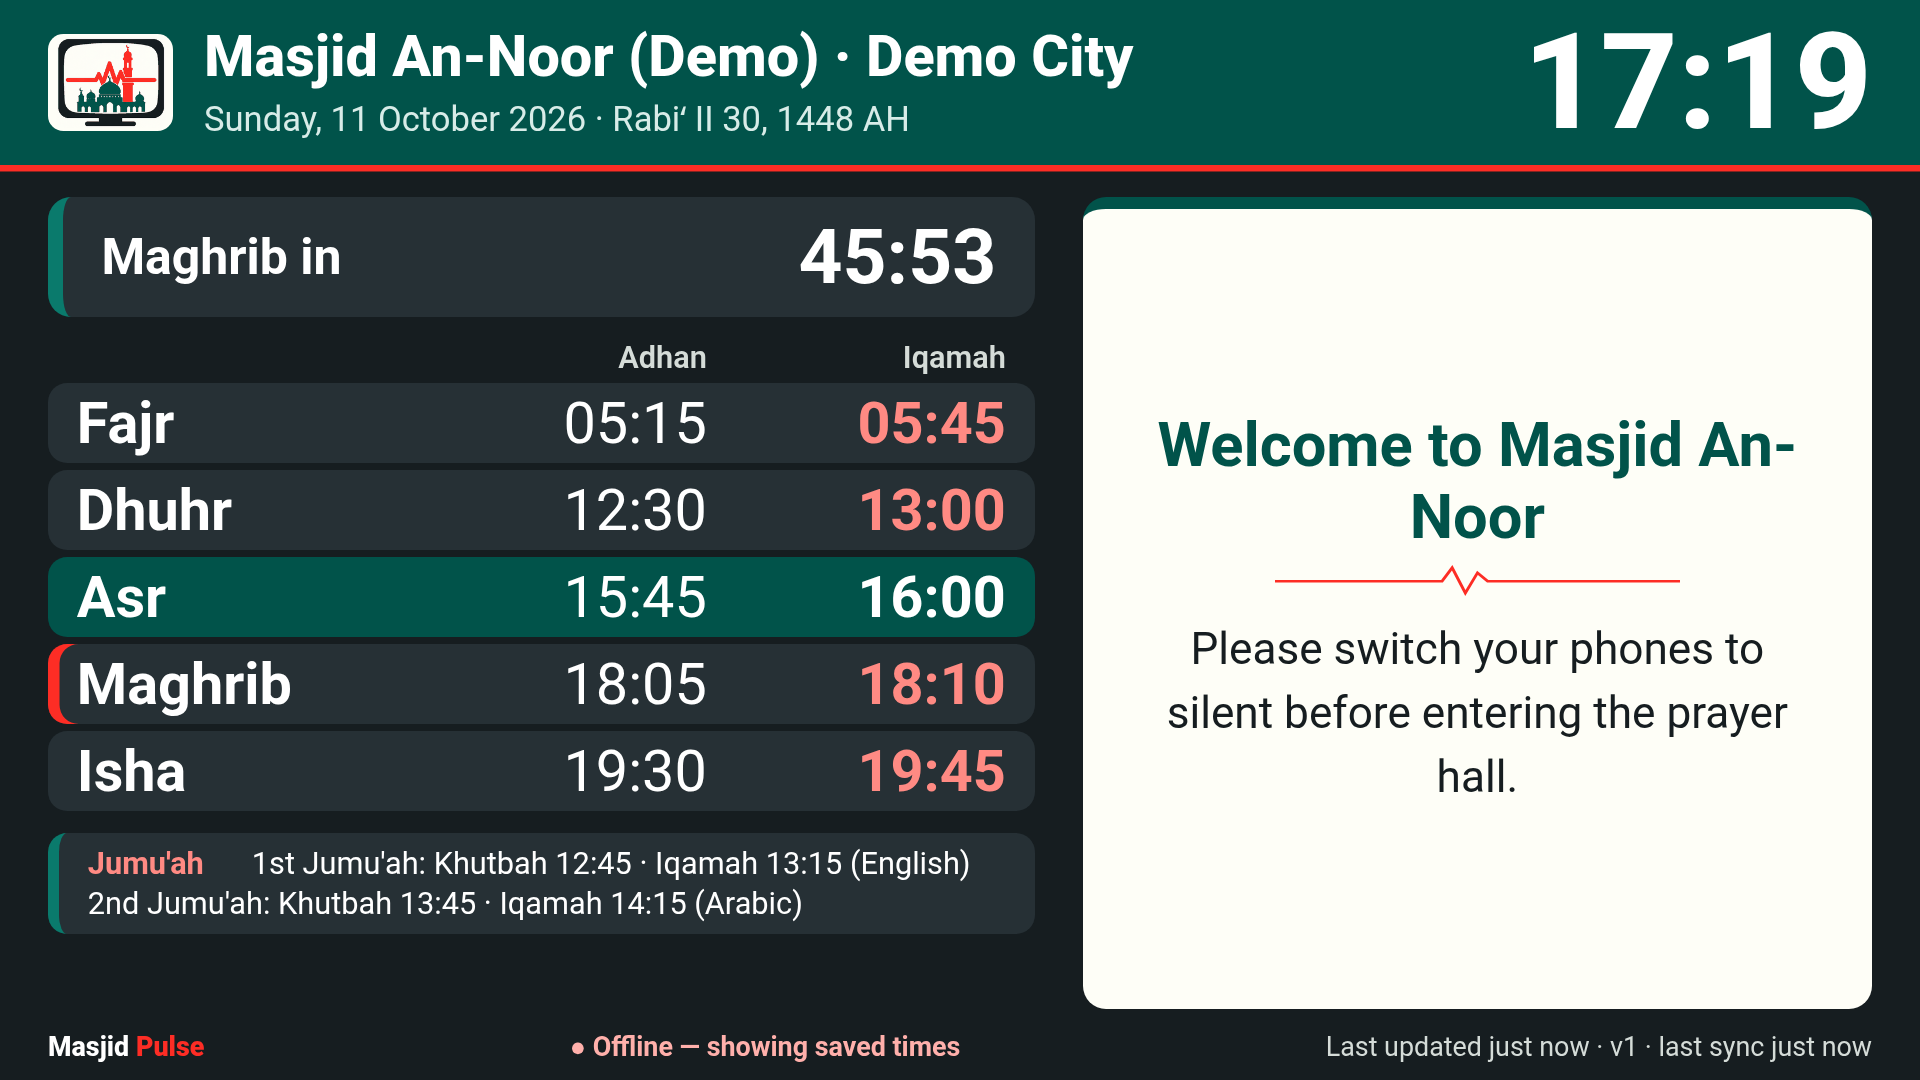 Masjid An-Noor (Demo) · Demo City
Sunday, 11 October 2026 · Rabiʻ II 30, 1448 AH
17:19
Maghrib in 45:53
Adhan Iqamah
Fajr 05:15 05:45
Dhuhr 12:30 13:00
Asr 15:45 16:00
Maghrib 18:05 18:10
Isha 19:30 19:45
Jumu'ah 1st Jumu'ah: Khutbah 12:45 · Iqamah 13:15 (English)
2nd Jumu'ah: Khutbah 13:45 · Iqamah 14:15 (Arabic)
Welcome to Masjid An-
Noor
Please switch your phones to
silent before entering the prayer
hall.
Masjid Pulse
● Offline — showing saved times
Last updated just now · v1 · last sync just now